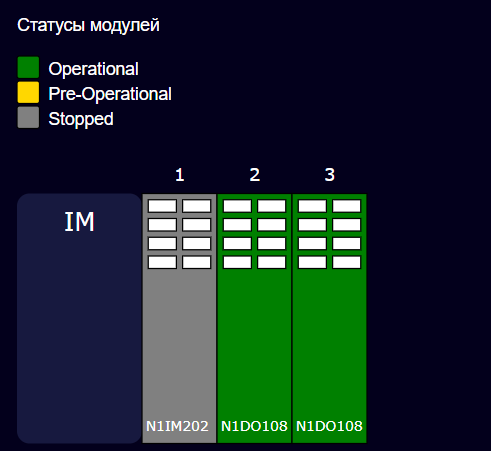 Статусы модулей
Operational
Pre-Operational
Stopped
1 2 3
IM
N1IM202 N1DO108 N1DO108